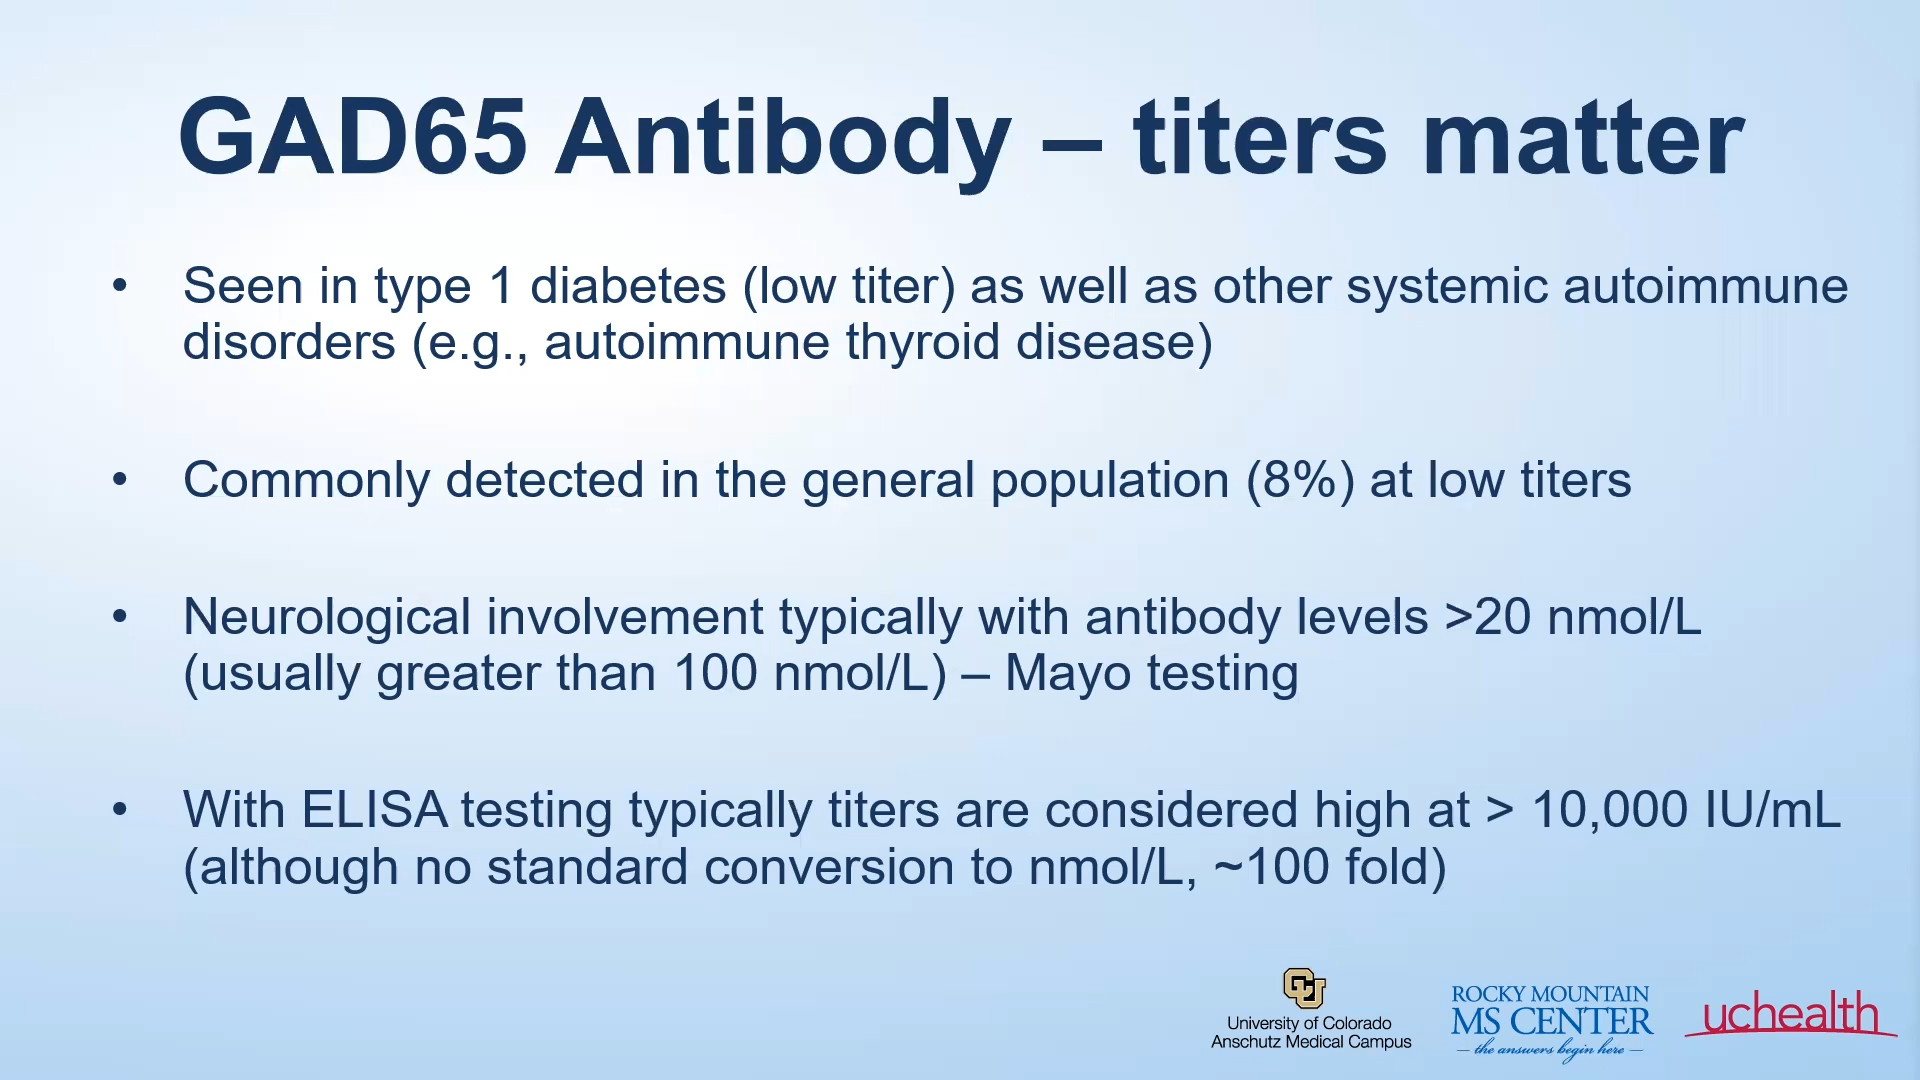 GAD65 Antibody – titers matter
• Seen in type 1 diabetes (low titer) as well as other systemic autoimmune
disorders (e.g., autoimmune thyroid disease)
• Commonly detected in the general population (8%) at low titers
• Neurological involvement typically with antibody levels >20 nmol/L
(usually greater than 100 nmol/L) – Mayo testing
• With ELISA testing typically titers are considered high at > 10,000 IU/mL
(although no standard conversion to nmol/L, ~100 fold)
CU
University of Colorado
Anschutz Medical Campus
ROCKY MOUNTAIN
MS CENTER
— the answers begin here —
uchealth